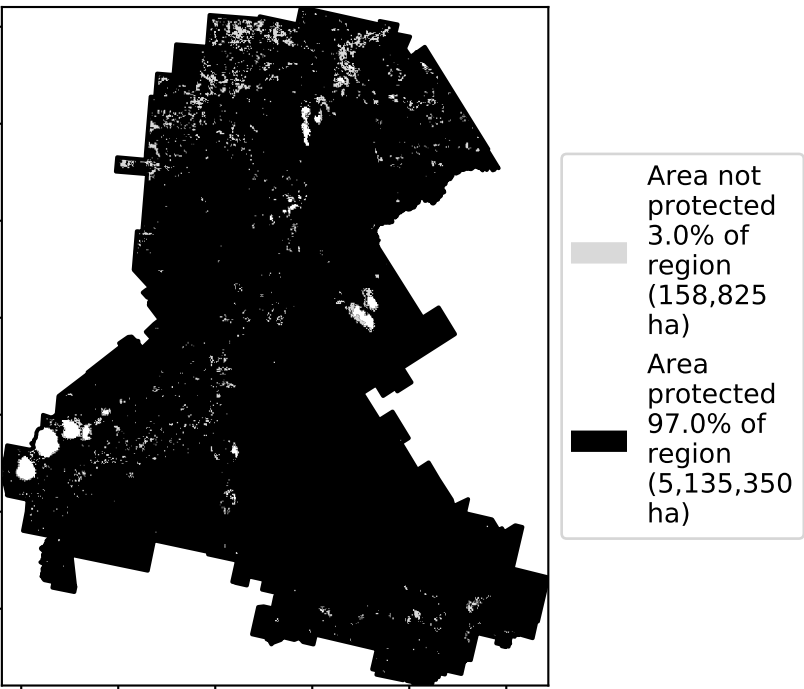 Area not
protected
3.0% of
region
(158,825
ha)
Area
protected
97.0% of
region
(5,135,350
ha)